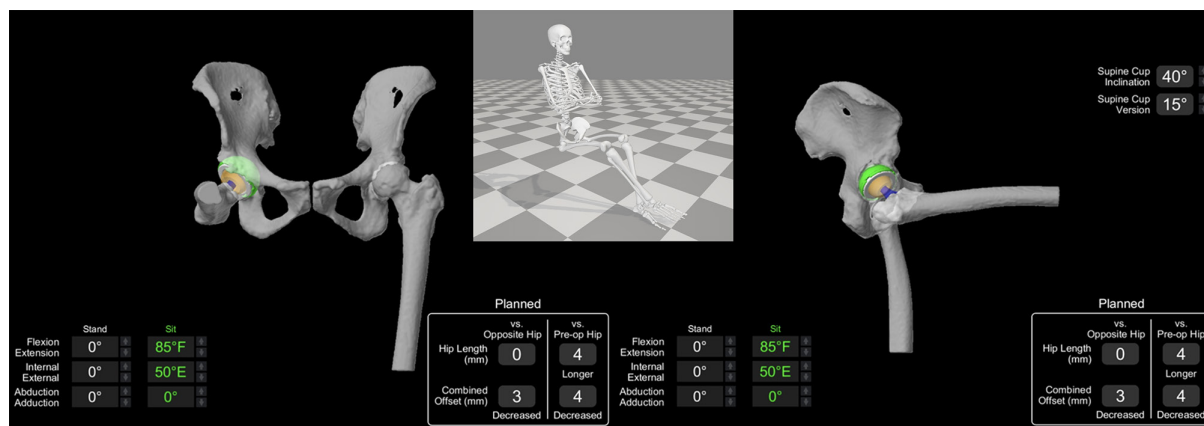 Supine Cup
Inclination 40°
Supine Cup
Version 15°
Stand Sit
Flexion
Extension 0° 85°F
Internal
External 0° 50°E
Abduction
Adduction 0° 0°
Planned
vs.
Opposite Hip
vs.
Pre-op Hip
Hip Length
(mm) 0 4
Longer
Combined
Offset (mm) 3 4
Decreased Decreased
Stand Sit
Flexion
Extension 0° 85°F
Internal
External 0° 50°E
Abduction
Adduction 0° 0°
Planned
vs.
Opposite Hip
vs.
Pre-op Hip
Hip Length
(mm) 0 4
Longer
Combined
Offset (mm) 3 4
Decreased Decreased